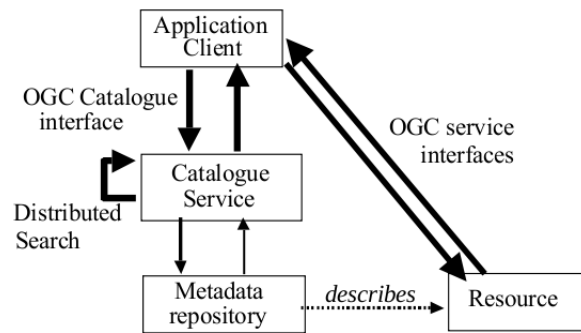 Application
Client
OGC Catalogue
interface
OGC service
interfaces
Catalogue
Service
Distributed
Search
Metadata
repository
describes
Resource